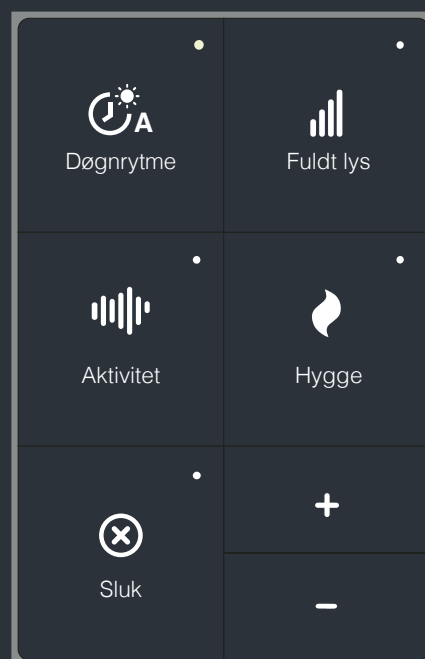 A
Døgnrytme
Fuldt lys
Aktivitet
Hygge
Sluk
+
−